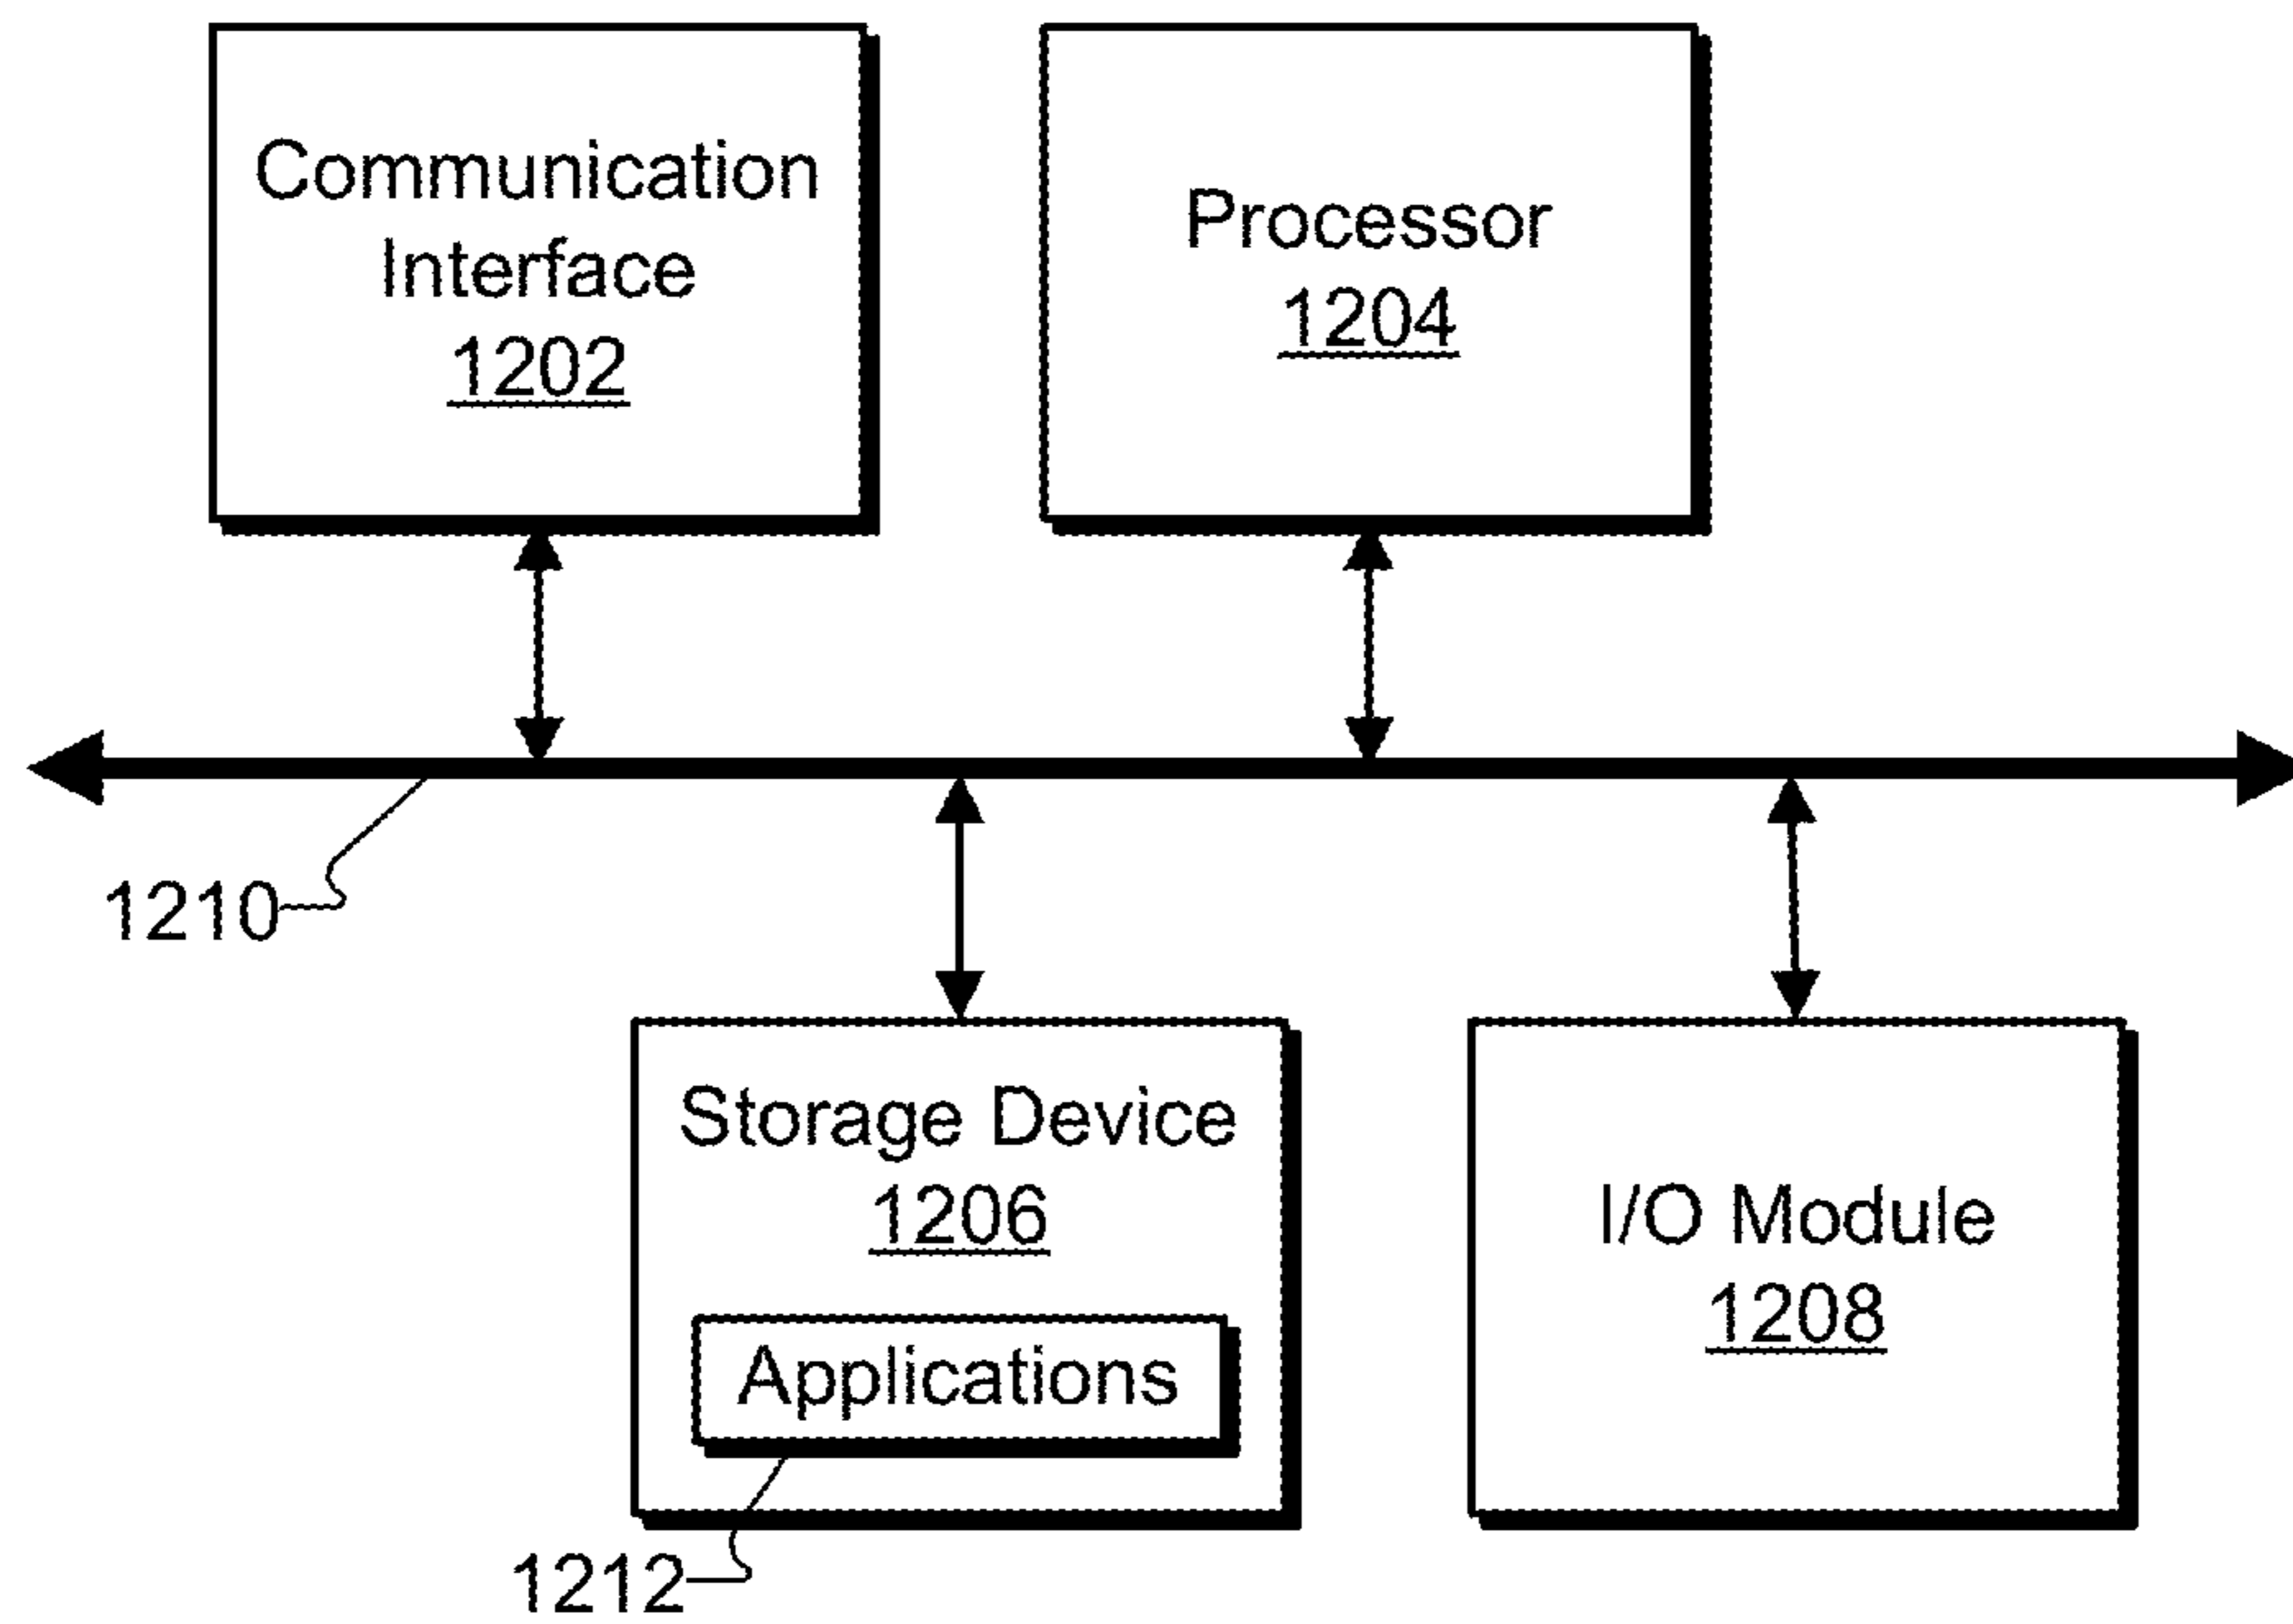 Communication
Interface
1202
Processor
1204
1210
Storage Device
1206
Applications
1212
I/O Module
1208